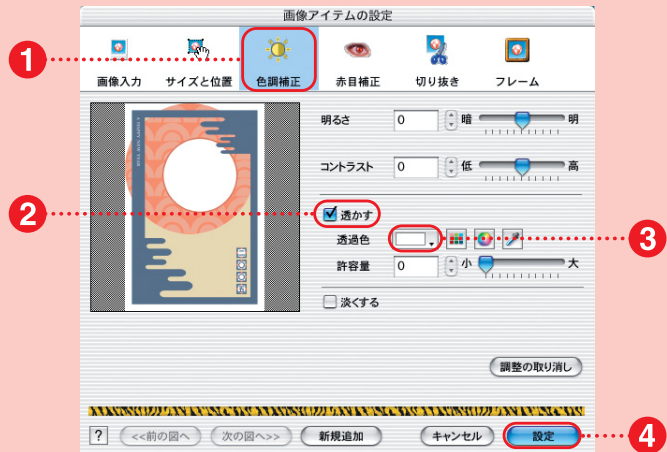 画像アイテムの設定
画像入力 サイズと位置 色調補正 赤目補正 切り抜き フレーム
1
明るさ 0 暗 明
コントラスト 0 低 高
2 透かす
透過色 3
許容量 0 小 大
淡くする
調整の取り消し
? <<前の図へ 次の図へ>> 新規追加 キャンセル 設定 4